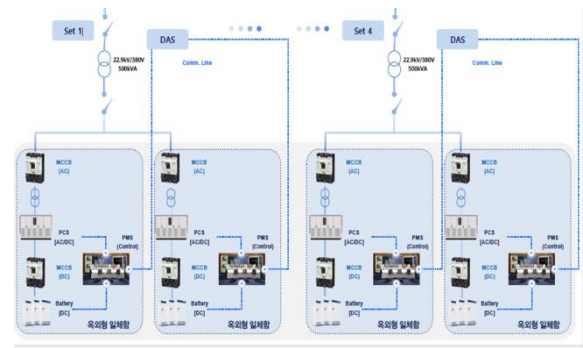 Set 1|
DAS
Set 4
DAS
22.9kV/380V
500kVA
Comm. Line
22.9kV/380V
500kVA
Comm. Line
MCCB
(AC)
MCCB
(AC)
MCCB
(AC)
MCCB
(AC)
PCS
[AC/DC]
PMS
(Control)
PCS
[AC/DC]
PMS
(Control)
PCS
[AC/DC]
PMS
(Control)
PCS
[AC/DC]
PMS
(Control)
MCCB
(DC)
MCCB
(DC)
MCCB
(DC)
MCCB
(DC)
Battery
[DC]
옥외형 일체함
Battery
[DC]
옥외형 일체함
Battery
[DC]
옥외형 일체함
Battery
[DC]
옥외형 일체함